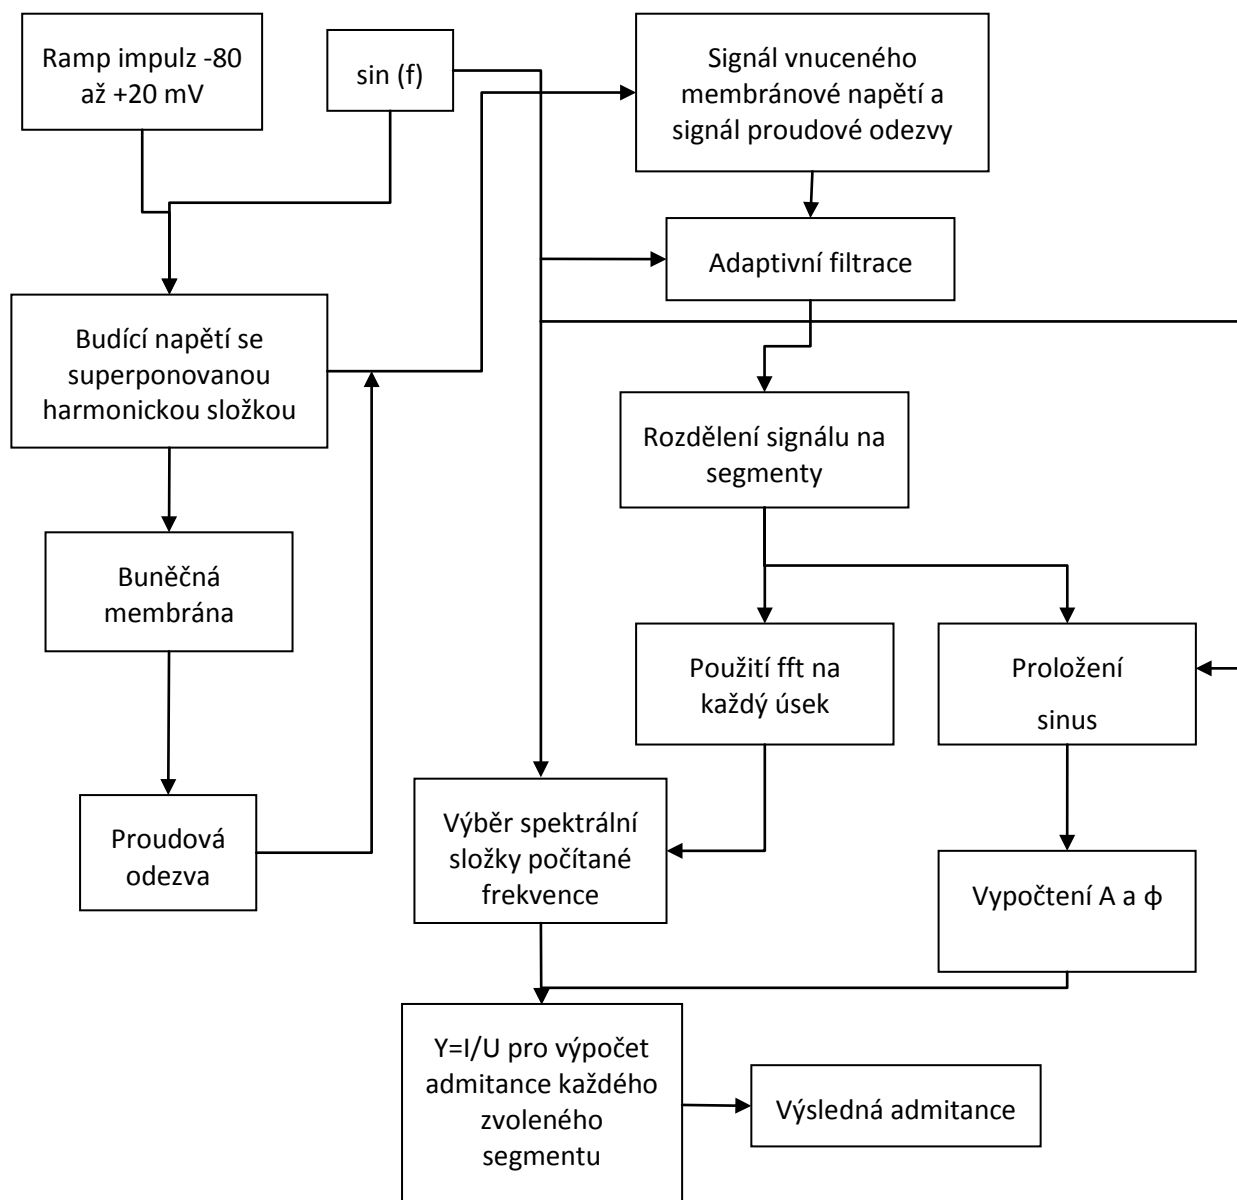 Ramp impulz -80
až +20 mV
sin (f)
Signál vnuceného
membránové napětí a
signál proudové odezvy
Adaptivní filtrace
Budící napětí se
superponovanou
harmonickou složkou
Rozdělení signálu na
segmenty
Buněčná
membrána
Použití fft na
každý úsek
Proložení
sinus
Proudová
odezva
Výběr spektrální
složky počítané
frekvence
Vypočtení A a ϕ
Y=I/U pro výpočet
admitance každého
zvoleného
segmentu
Výsledná admitance